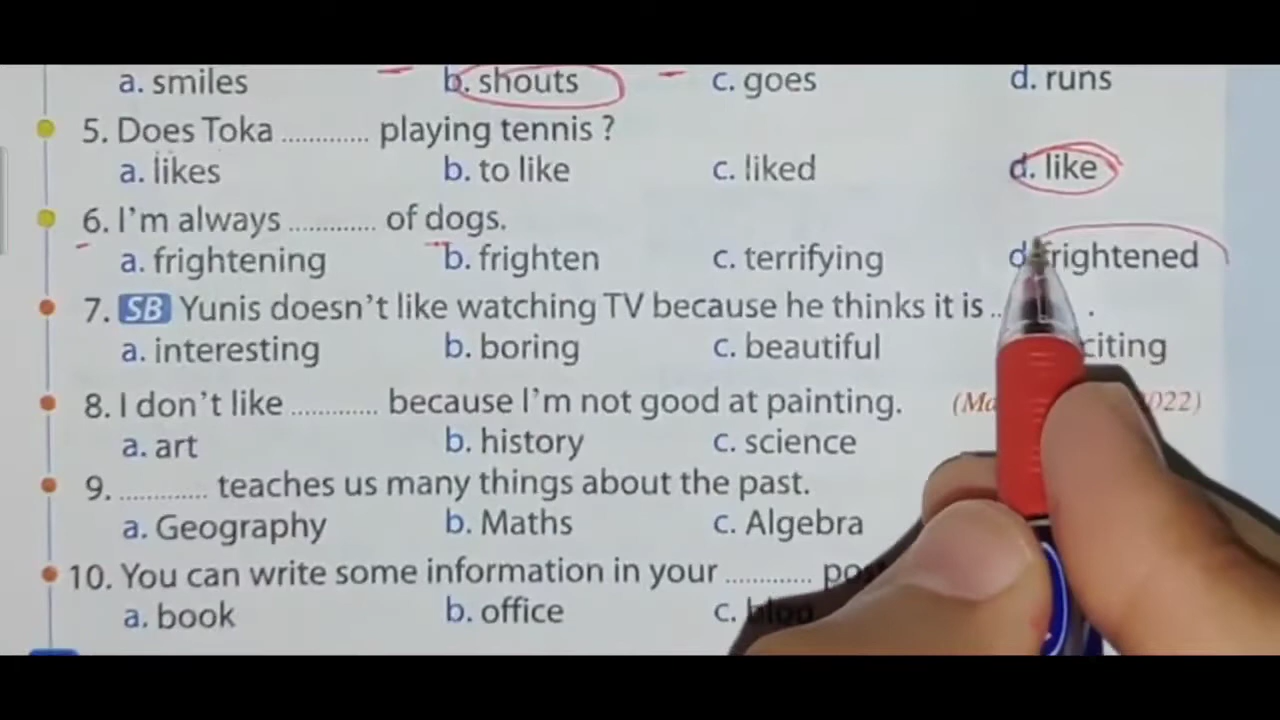 a. smiles b. shouts c. goes d. runs
5. Does Toka ............ playing tennis ?
a. likes b. to like c. liked d. like
6. I'm always ............ of dogs.
a. frightening b. frighten c. terrifying d. frightened
7. SB Yunis doesn't like watching TV because he thinks it is .. .
a. interesting b. boring c. beautiful
8. I don't like ............ because I'm not good at painting.
a. art b. history c. science
9. ............ teaches us many things about the past.
a. Geography b. Maths c. Algebra
10. You can write some information in your ............
a. book b. office c. blog